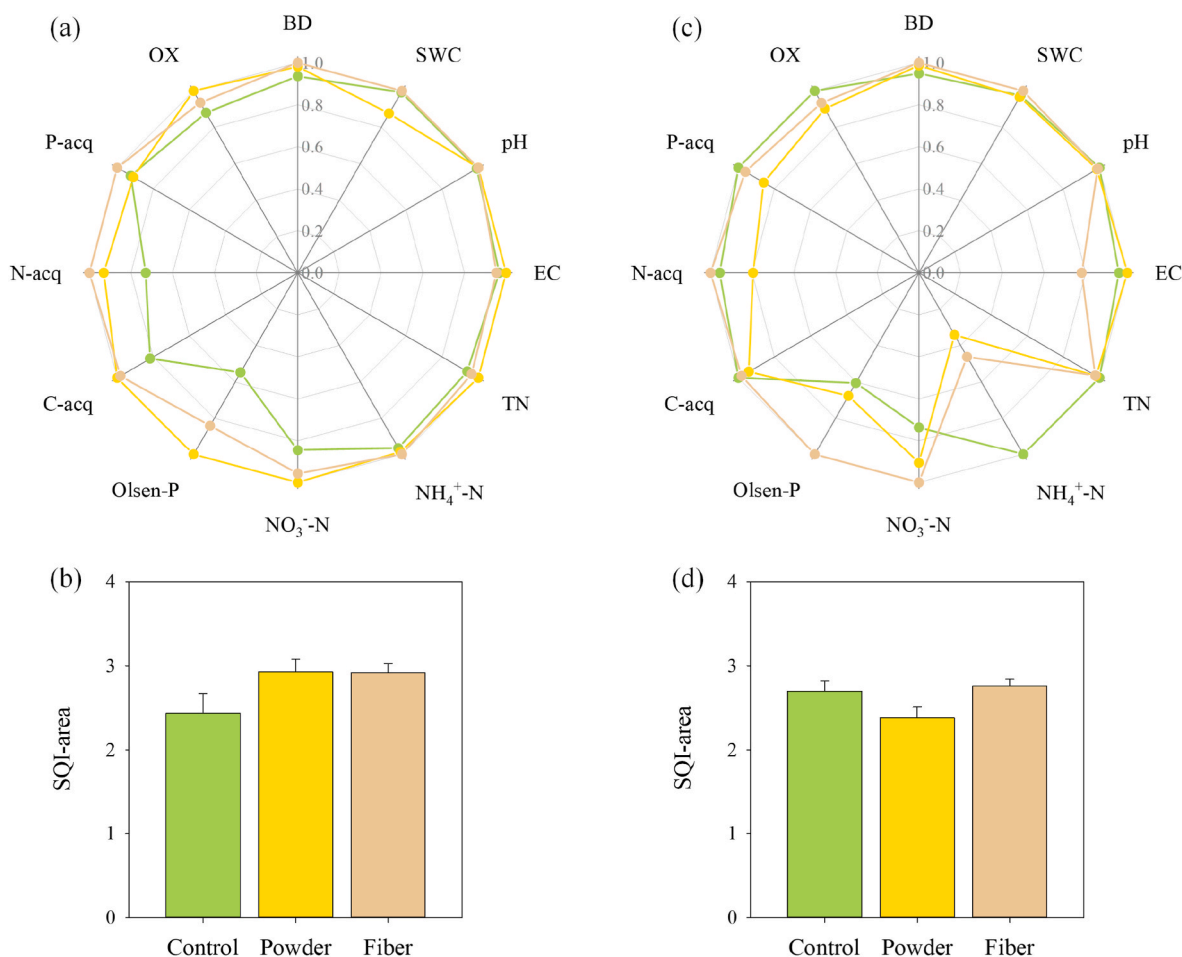 (a)
BD
OX
SWC
1.0
P-acq
0.8
pH
0.6
0.4
0.2
N-acq
0.0
EC
C-acq
TN
Olsen-P
NH₄⁺-N
NO₃⁻-N
(c)
BD
OX
SWC
1.0
P-acq
0.8
pH
0.6
0.4
0.2
N-acq
0.0
EC
C-acq
TN
Olsen-P
NH₄⁺-N
NO₃⁻-N
(b)
4
3
2
1
0
SQI-area
Control Powder Fiber
(d)
4
3
2
1
0
SQI-area
Control Powder Fiber